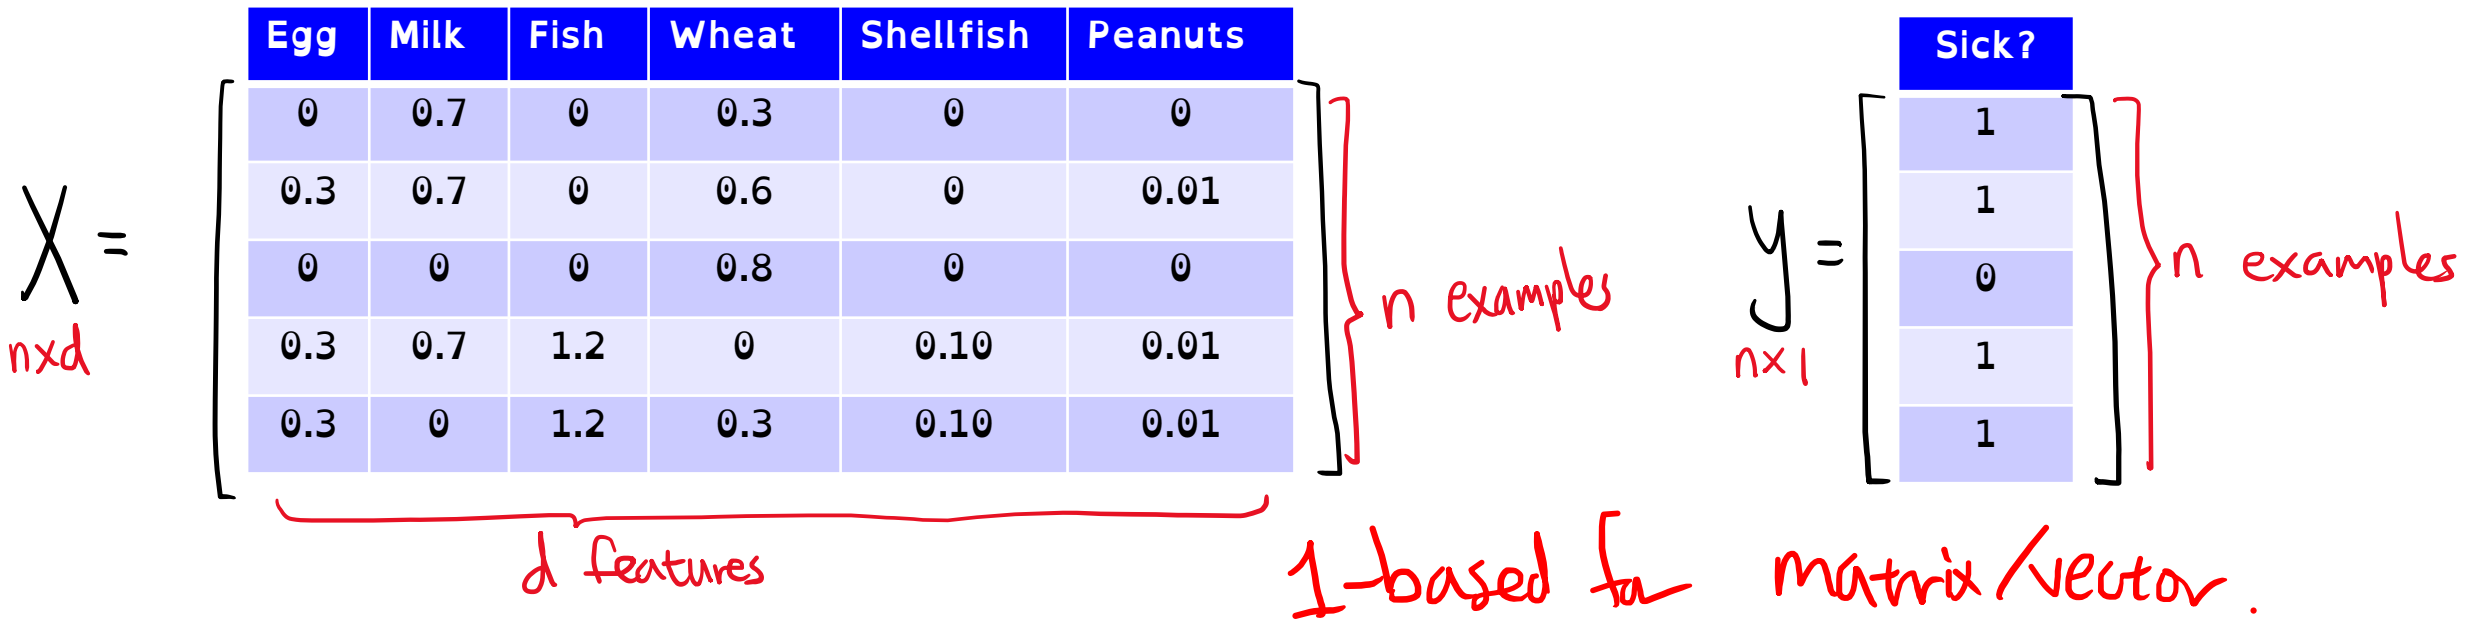 Egg Milk Fish Wheat Shellfish Peanuts
Sick?
0 0.7 0 0.3 0 0
1
0.3 0.7 0 0.6 0 0.01
1
X =
y =
0 0 0 0.8 0 0
0
n examples
n examples
nxd
nx1
0.3 0.7 1.2 0 0.10 0.01
1
0.3 0 1.2 0.3 0.10 0.01
1
d features
1-based for matrix/vector.